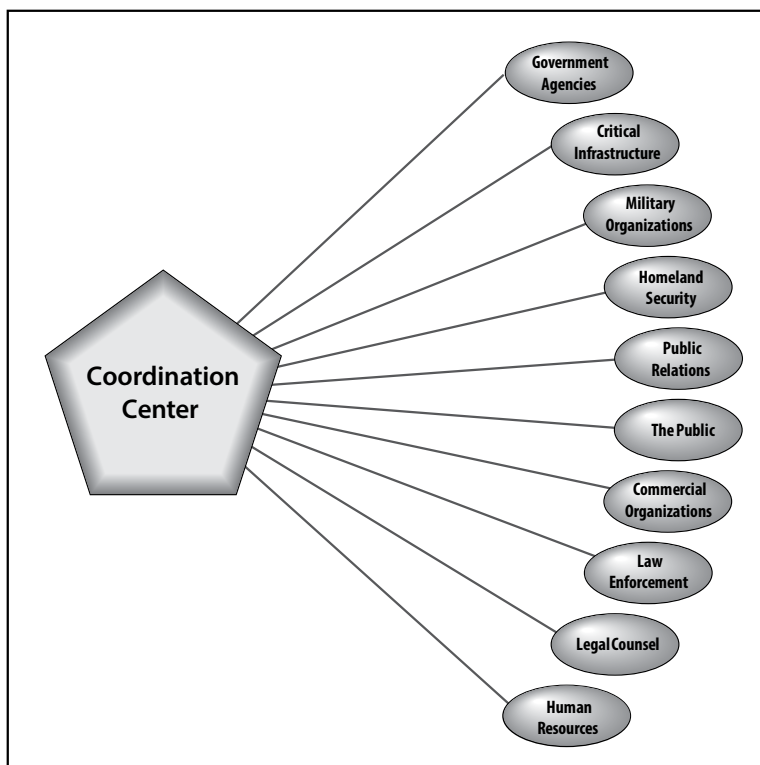 Government
Agencies
Critical
Infrastructure
Military
Organizations
Homeland
Security
Coordination
Center
Public
Relations
The Public
Commercial
Organizations
Law
Enforcement
Legal Counsel
Human
Resources